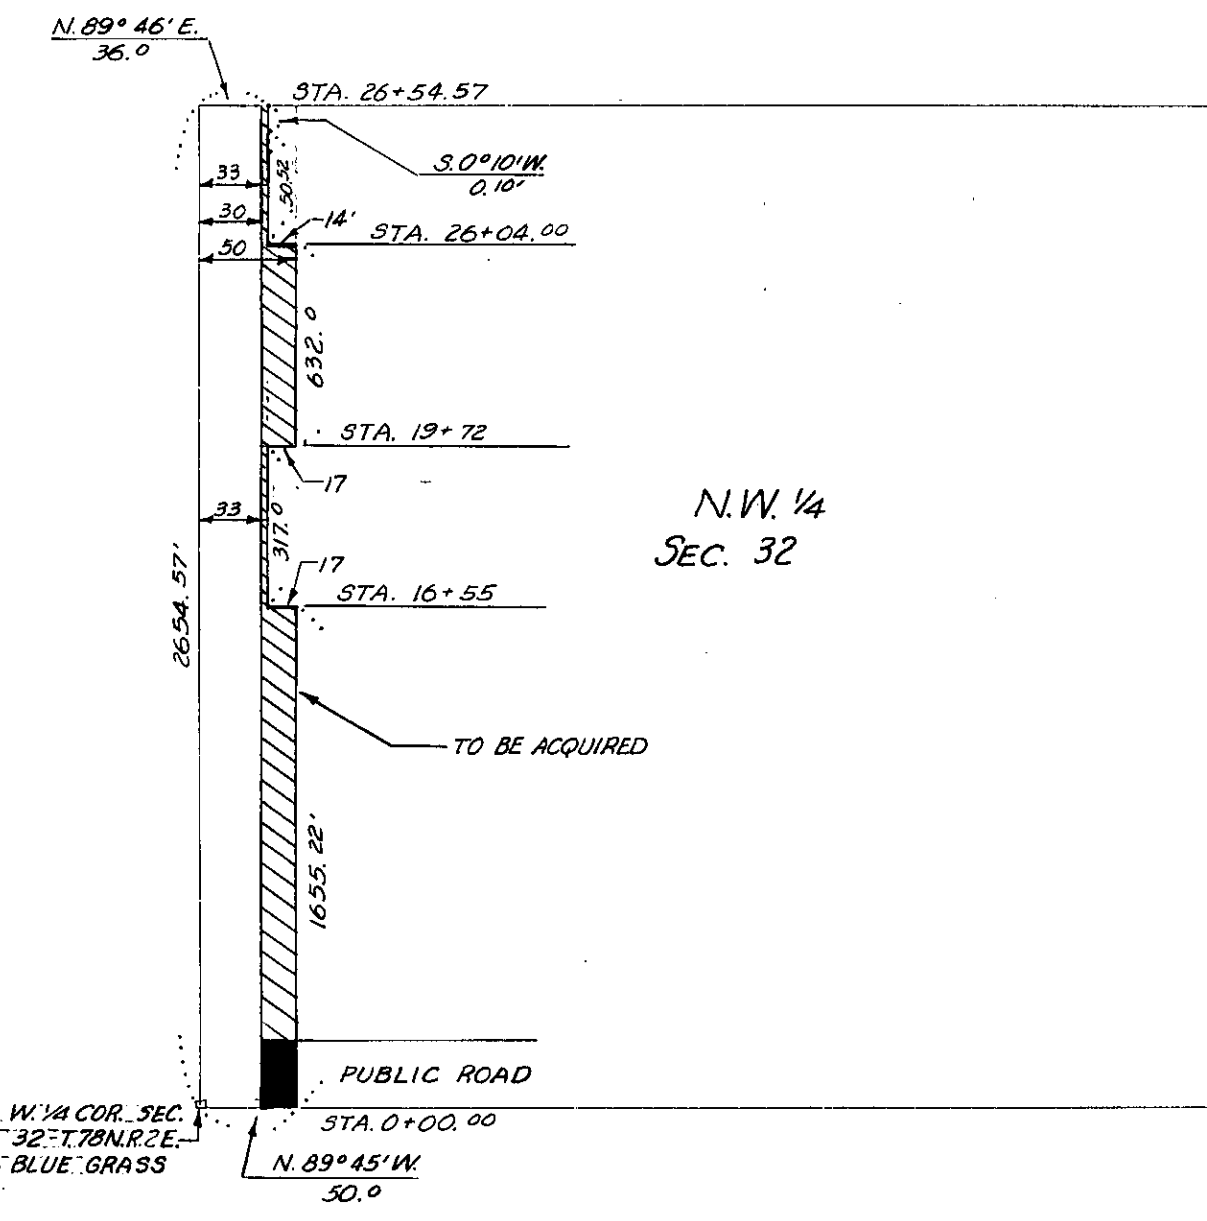 N. 89° 46' E.
36.0
STA. 26+54.57
S. 0° 10' W.
0.10'
33
50.52
30
14'
STA. 26+04.00
50
632.0
STA. 19+72
17
33
317.0
N.W. 1/4
SEC. 32
17
STA. 16+55
2654.57'
TO BE ACQUIRED
1655.22'
PUBLIC ROAD
W. 1/4 COR. SEC.
32-T.78N.R.2E.
BLUE GRASS
STA. 0+00.00
N. 89° 45' W.
50.0